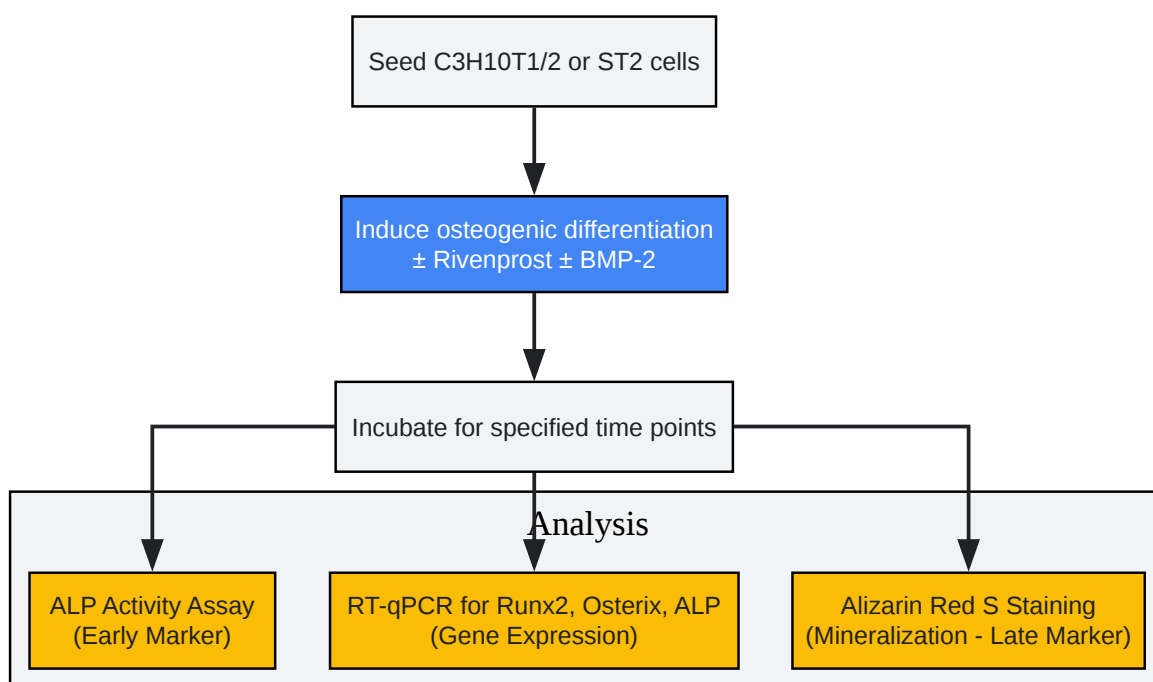 Seed C3H10T1/2 or ST2 cells
Induce osteogenic differentiation
± Rivenprost ± BMP-2
Incubate for specified time points
Analysis
ALP Activity Assay
(Early Marker)
RT-qPCR for Runx2, Osterix, ALP
(Gene Expression)
Alizarin Red S Staining
(Mineralization - Late Marker)